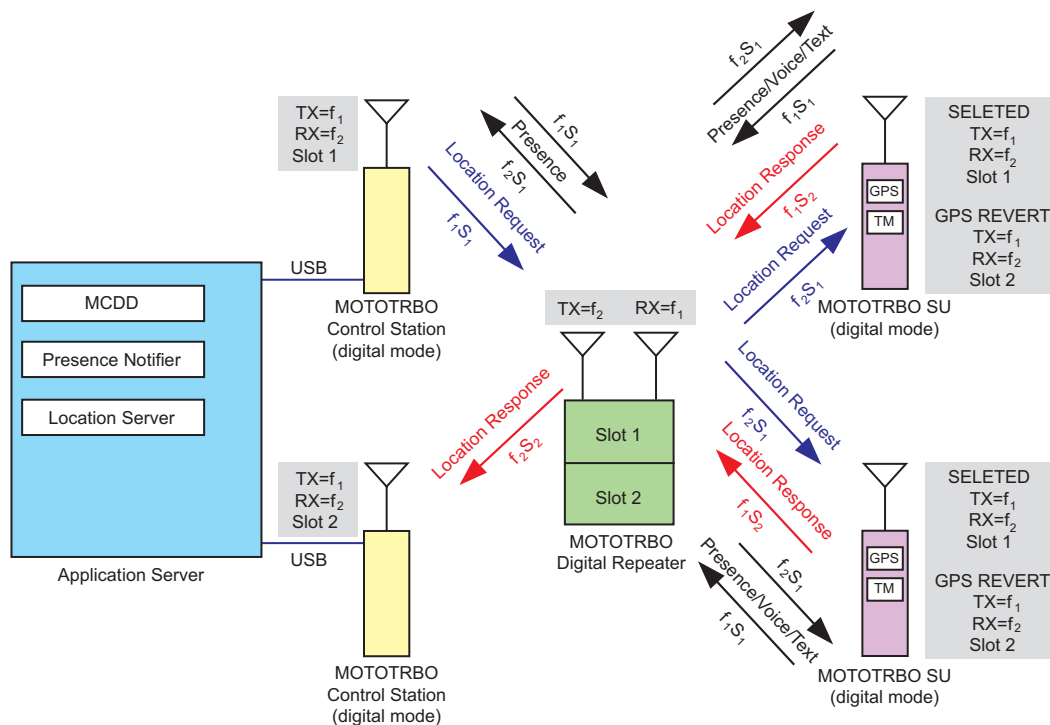 TX=f₁
RX=f₂
Slot 1
MOTOTRBO
Control Station
(digital mode)
USB
MCDD
Presence Notifier
Location Server
Application Server
USB
TX=f₁
RX=f₂
Slot 2
MOTOTRBO
Control Station
(digital mode)
Location Request
f₁S₁
f₁S₁
Presence
f₂S₁
Location Response
f₂S₂
TX=f₂
RX=f₁
Slot 1
Slot 2
MOTOTRBO
Digital Repeater
f₂S₁
Presence/Voice/Text
f₁S₁
Location Response
f₁S₂
Location Request
f₂S₁
GPS
TM
MOTOTRBO SU
(digital mode)
SELETED
TX=f₁
RX=f₂
Slot 1
GPS REVERT
TX=f₁
RX=f₂
Slot 2
Location Request
f₂S₁
Location Response
f₁S₂
f₂S₁
Presence/Voice/Text
f₁S₁
GPS
TM
MOTOTRBO SU
(digital mode)
SELETED
TX=f₁
RX=f₂
Slot 1
GPS REVERT
TX=f₁
RX=f₂
Slot 2